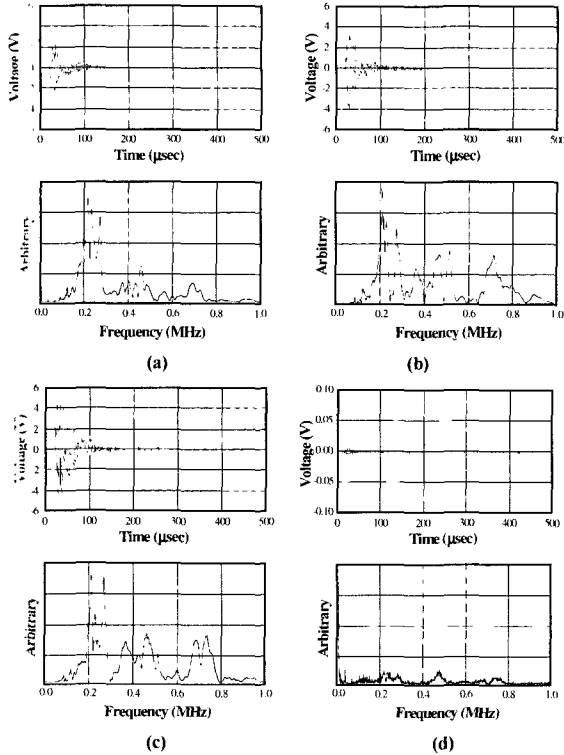 Voltage (V)
0 100 200 300 400 500
Time (µsec)
Arbitrary
0.0 0.2 0.4 0.6 0.8 1.0
Frequency (MHz)
(a)
Voltage (V)
6
4
2
0
2
4
-6
0 100 200 300 400 500
Time (µsec)
Arbitrary
0.0 0.2 0.4 0.6 0.8 1.0
Frequency (MHz)
(b)
Voltage (V)
6
4
2
0
2
-4
-6
0 100 200 300 400 500
Time (µsec)
Arbitrary
0.0 0.2 0.4 0.6 0.8 1.0
Frequency (MHz)
(c)
Voltage (V)
0.10
0.05
0.00
-0.05
-0.10
0 100 200 300 400 500
Time (µsec)
Arbitrary
0.0 0.2 0.4 0.6 0.8 1.0
Frequency (MHz)
(d)